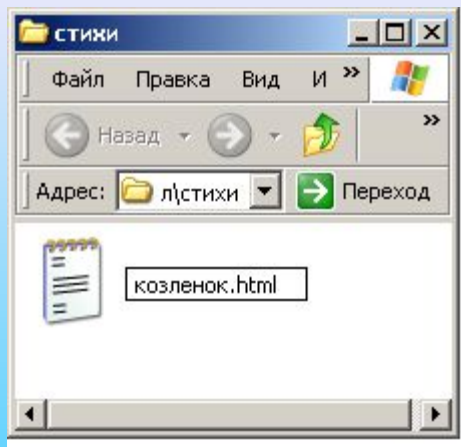 стихи
Файл Правка Вид И »
Назад »
Адрес: л\стихи Переход
козленок.html